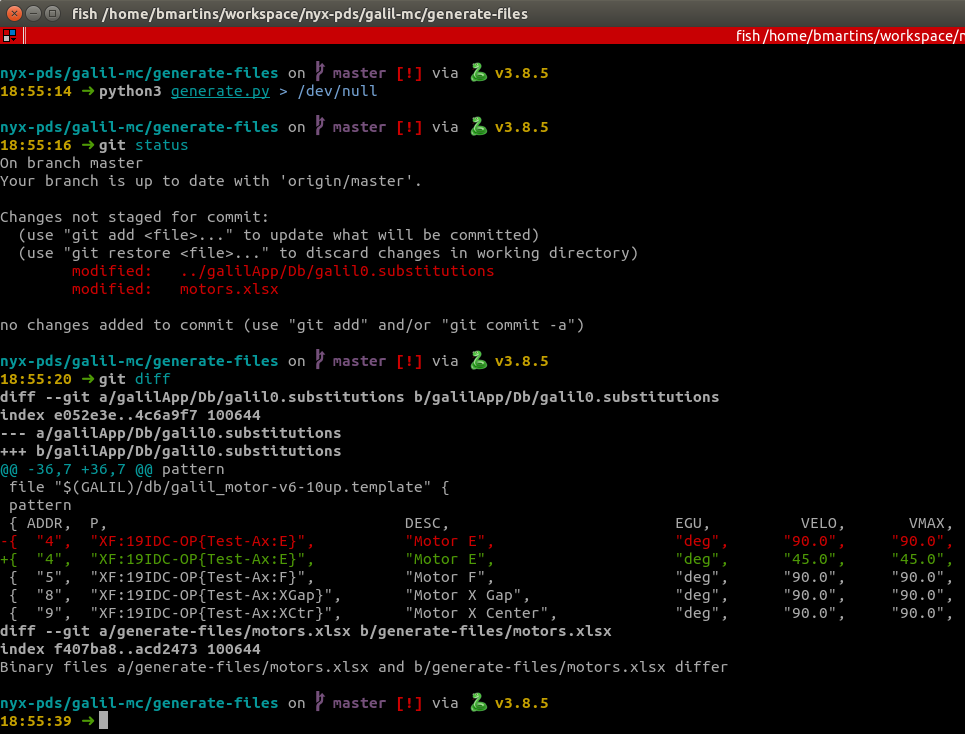 fish /home/bmartins/workspace/nyx-pds/galil-mc/generate-files
fish /home/bmartins/workspace/n
nyx-pds/galil-mc/generate-files on master [!] via 🐍 v3.8.5
18:55:14 ➜ python3 generate.py > /dev/null
nyx-pds/galil-mc/generate-files on master [!] via 🐍 v3.8.5
18:55:16 ➜ git status
On branch master
Your branch is up to date with 'origin/master'.
Changes not staged for commit:
  (use "git add <file>..." to update what will be committed)
  (use "git restore <file>..." to discard changes in working directory)
        modified:   ../galilApp/Db/galil0.substitutions
        modified:   motors.xlsx
no changes added to commit (use "git add" and/or "git commit -a")
nyx-pds/galil-mc/generate-files on master [!] via 🐍 v3.8.5
18:55:20 ➜ git diff
diff --git a/galilApp/Db/galil0.substitutions b/galilApp/Db/galil0.substitutions
index e052e3e..4c6a9f7 100644
--- a/galilApp/Db/galil0.substitutions
+++ b/galilApp/Db/galil0.substitutions
@@ -36,7 +36,7 @@ pattern
 file "$(GALIL)/db/galil_motor-v6-10up.template" {
 pattern
 { ADDR,  P,                                 DESC,                         EGU,          VELO,       VMAX,
-{  "4",  "XF:19IDC-OP{Test-Ax:E}",          "Motor E",                    "deg",      "90.0",     "90.0",
+{  "4",  "XF:19IDC-OP{Test-Ax:E}",          "Motor E",                    "deg",      "45.0",     "45.0",
 {  "5",  "XF:19IDC-OP{Test-Ax:F}",          "Motor F",                    "deg",      "90.0",     "90.0",
 {  "8",  "XF:19IDC-OP{Test-Ax:XGap}",       "Motor X Gap",                "deg",      "90.0",     "90.0",
 {  "9",  "XF:19IDC-OP{Test-Ax:XCtr}",       "Motor X Center",             "deg",      "90.0",     "90.0",
diff --git a/generate-files/motors.xlsx b/generate-files/motors.xlsx
index f407ba8..acd2473 100644
Binary files a/generate-files/motors.xlsx and b/generate-files/motors.xlsx differ
nyx-pds/galil-mc/generate-files on master [!] via 🐍 v3.8.5
18:55:39 ➜